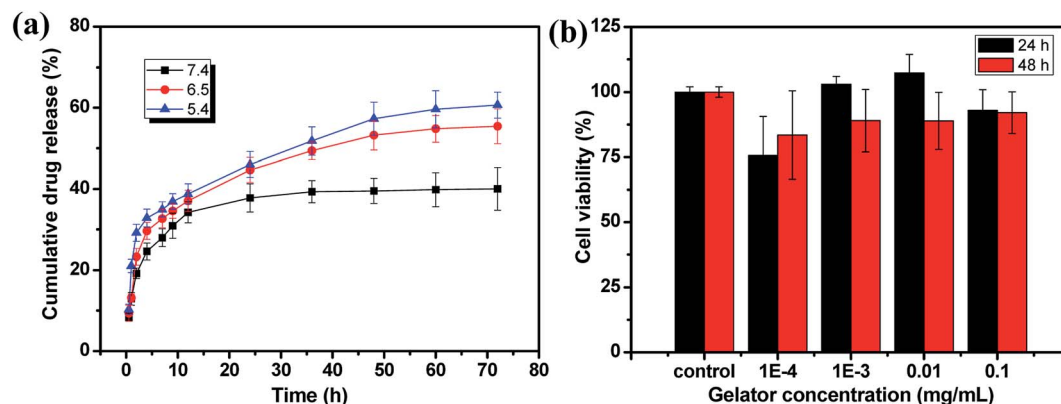 (a)
Cumulative drug release (%)
80
60
40
20
0
7.4
6.5
5.4
0 10 20 30 40 50 60 70 80
Time (h)
(b)
Cell viability (%)
125
100
75
50
25
0
24 h
48 h
control 1E-4 1E-3 0.01 0.1
Gelator concentration (mg/mL)